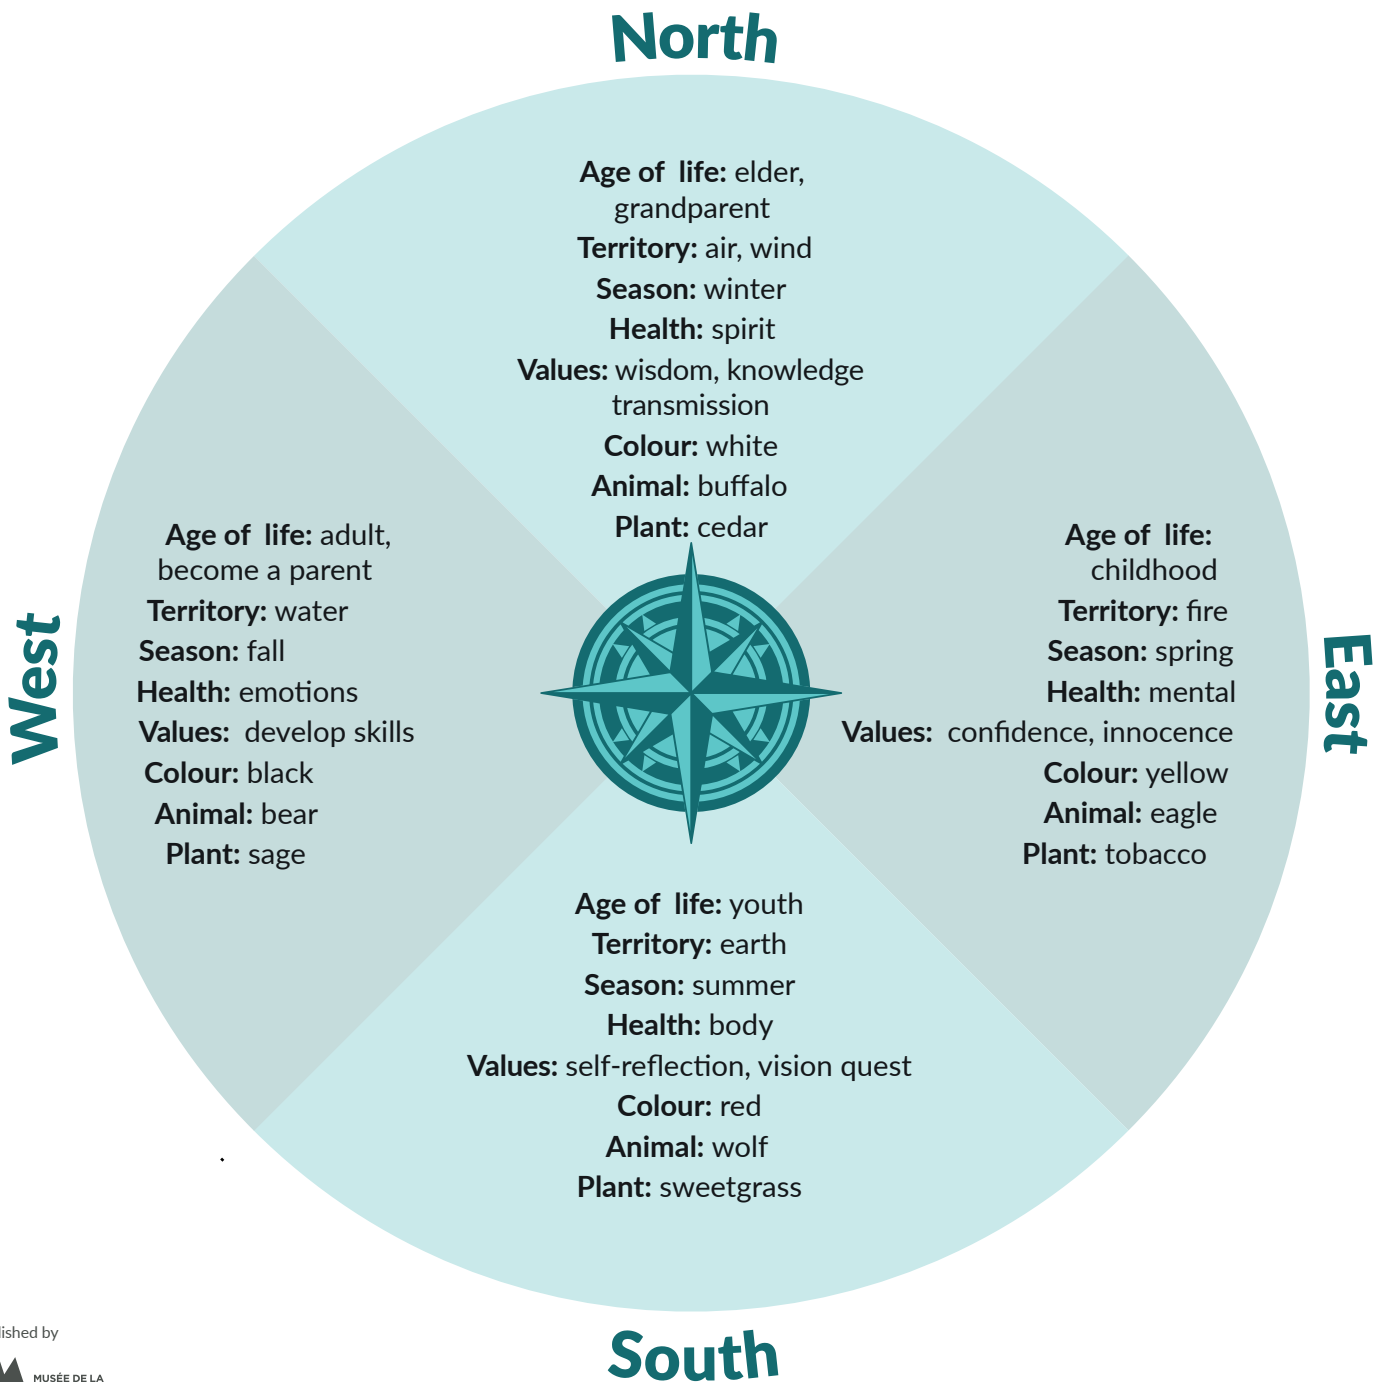 North
Age of life: elder,
grandparent
Territory: air, wind
Season: winter
Health: spirit
Values: wisdom, knowledge
transmission
Colour: white
Animal: buffalo
Plant: cedar
West
Age of life: adult,
become a parent
Territory: water
Season: fall
Health: emotions
Values: develop skills
Colour: black
Animal: bear
Plant: sage
Age of life:
childhood
Territory: fire
Season: spring
Health: mental
Values: confidence, innocence
Colour: yellow
Animal: eagle
Plant: tobacco
East
Age of life: youth
Territory: earth
Season: summer
Health: body
Values: self-reflection, vision quest
Colour: red
Animal: wolf
Plant: sweetgrass
South
lished by
MUSÉE DE LA